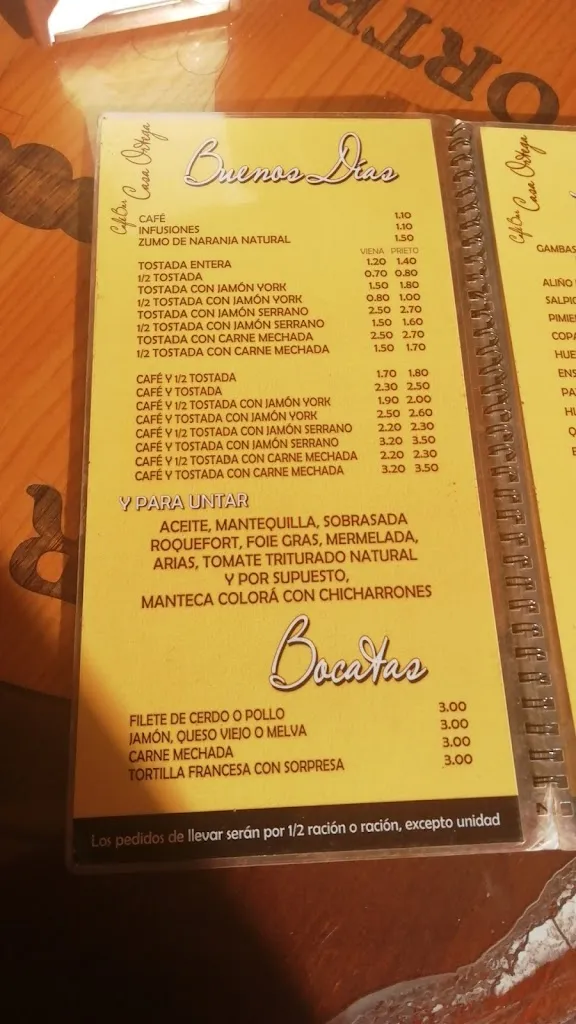 ORTE
CaféBar Casa Ortega
Buenos Días
CAFÉ 1.10
INFUSIONES 1.10
ZUMO DE NARANJA NATURAL 1.50
VIENA PRIETO
TOSTADA ENTERA 1.20 1.40
1/2 TOSTADA 0.70 0.80
TOSTADA CON JAMÓN YORK 1.50 1.80
1/2 TOSTADA CON JAMÓN YORK 0.80 1.00
TOSTADA CON JAMÓN SERRANO 2.50 2.70
1/2 TOSTADA CON JAMÓN SERRANO 1.50 1.60
TOSTADA CON CARNE MECHADA 2.50 2.70
1/2 TOSTADA CON CARNE MECHADA 1.50 1.70
CAFÉ Y 1/2 TOSTADA 1.70 1.80
CAFÉ Y TOSTADA 2.30 2.50
CAFÉ Y 1/2 TOSTADA CON JAMÓN YORK 1.90 2.00
CAFÉ Y TOSTADA CON JAMÓN YORK 2.50 2.60
CAFÉ Y 1/2 TOSTADA CON JAMÓN SERRANO 2.20 2.30
CAFÉ Y TOSTADA CON JAMÓN SERRANO 3.20 3.50
CAFÉ Y 1/2 TOSTADA CON CARNE MECHADA 2.20 2.30
CAFÉ Y TOSTADA CON CARNE MECHADA 3.20 3.50
Y PARA UNTAR
ACEITE, MANTEQUILLA, SOBRASADA
ROQUEFORT, FOIE GRAS, MERMELADA,
ARIAS, TOMATE TRITURADO NATURAL
Y POR SUPUESTO,
MANTECA COLORÁ CON CHICHARRONES
Bocatas
FILETE DE CERDO O POLLO 3.00
JAMÓN, QUESO VIEJO O MELVA 3.00
CARNE MECHADA 3.00
TORTILLA FRANCESA CON SORPRESA 3.00
Los pedidos de llevar serán por 1/2 ración o ración, excepto unidad
CaféBar Casa Ortega
GAMBAS
ALIÑO
SALPI
PIMIE
COPA
HUE
ENS